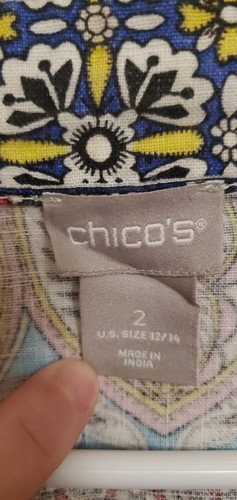 chico's®
2
U.S. SIZE 12/14
MADE IN
INDIA